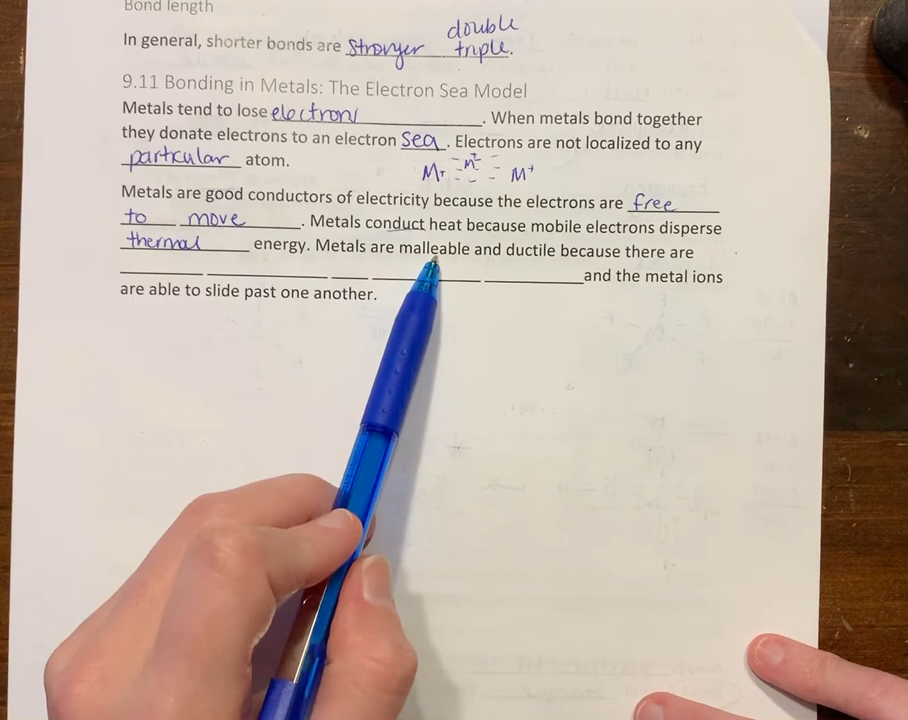 Bond length
double
In general, shorter bonds are stronger triple.
9.11 Bonding in Metals: The Electron Sea Model
Metals tend to lose electron . When metals bond together
they donate electrons to an electron sea . Electrons are not localized to any
particular atom.
M+ M+
Metals are good conductors of electricity because the electrons are free
to move . Metals conduct heat because mobile electrons disperse
thermal energy. Metals are malleable and ductile because there are
and the metal ions
are able to slide past one another.